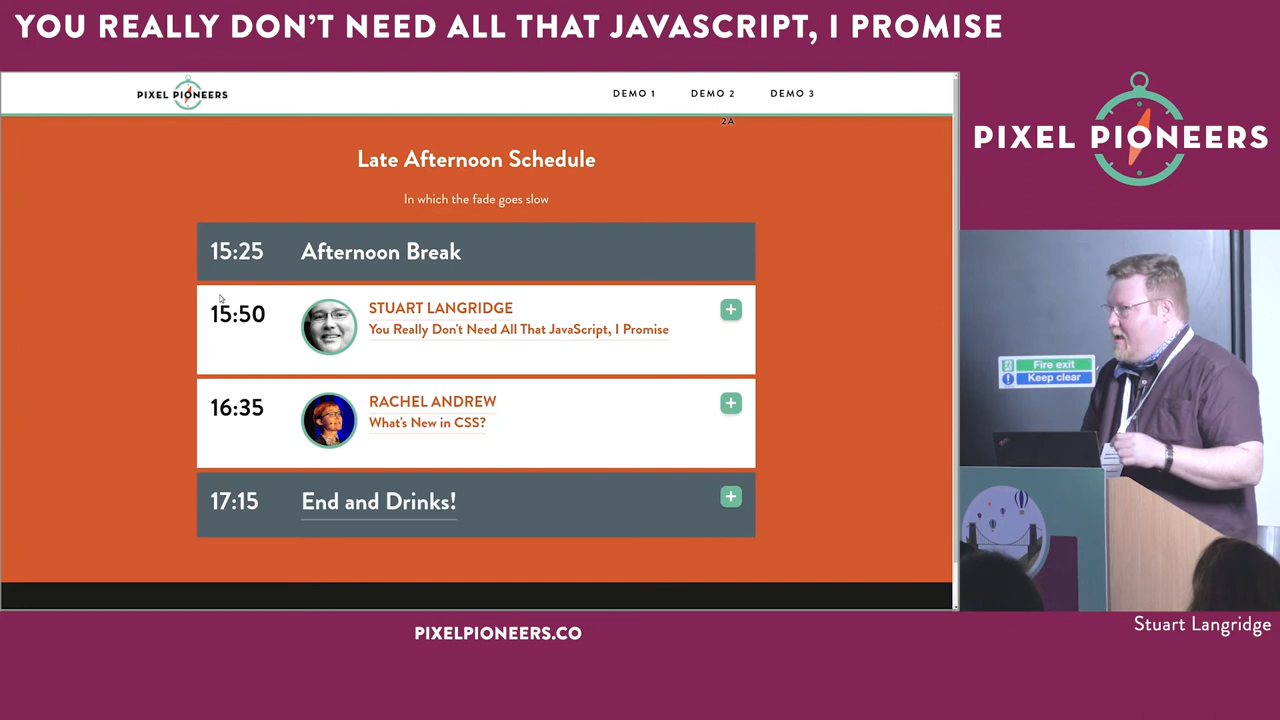 YOU REALLY DON'T NEED ALL THAT JAVASCRIPT, I PROMISE
PIXEL PIONEERS
DEMO 1
DEMO 2
DEMO 3
2A
Late Afternoon Schedule
In which the fade goes slow
15:25
Afternoon Break
15:50
STUART LANGRIDGE
You Really Don't Need All That JavaScript, I Promise
+
16:35
RACHEL ANDREW
What's New in CSS?
+
17:15
End and Drinks!
+
PIXEL PIONEERS
Fire exit
Keep clear
Stuart Langridge
PIXELPIONEERS.CO